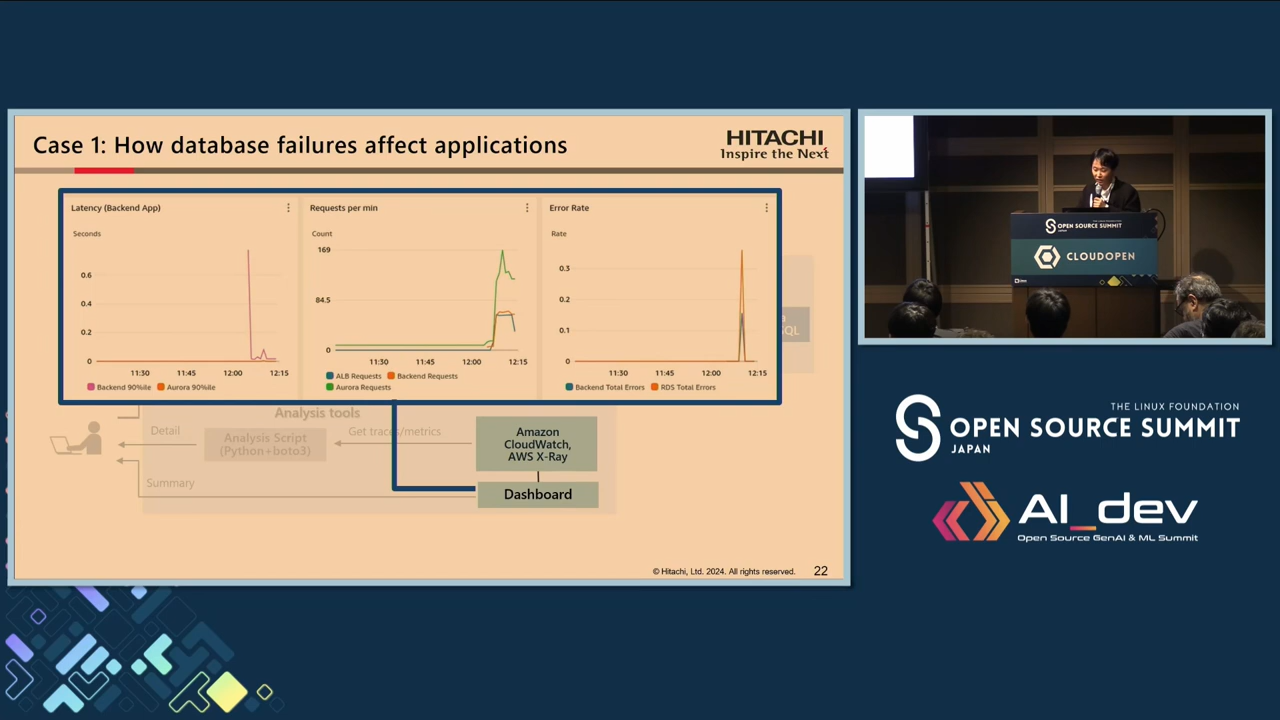 Case 1: How database failures affect applications
HITACHI
Inspire the Next
Latency (Backend App)
Seconds
0.6
0.4
0.2
0
11:30
11:45
12:00
12:15
Backend 90%ile
Aurora 90%ile
Requests per min
Count
169
84.5
0
11:30
11:45
12:00
12:15
ALB Requests
Backend Requests
Aurora Requests
Error Rate
Rate
0.3
0.2
0.1
0
11:30
11:45
12:00
12:15
Backend Total Errors
RDS Total Errors
Analysis tools
Detail
Analysis Script
(Python+boto3)
Get traces/metrics
Amazon
CloudWatch,
AWS X-Ray
Summary
Dashboard
© Hitachi, Ltd. 2024. All rights reserved.
22
THE LINUX FOUNDATION
OPEN SOURCE SUMMIT
JAPAN
CLOUDOPEN
THE LINUX FOUNDATION
OPEN SOURCE SUMMIT
JAPAN
AI_dev
Open Source GenAI & ML Summit